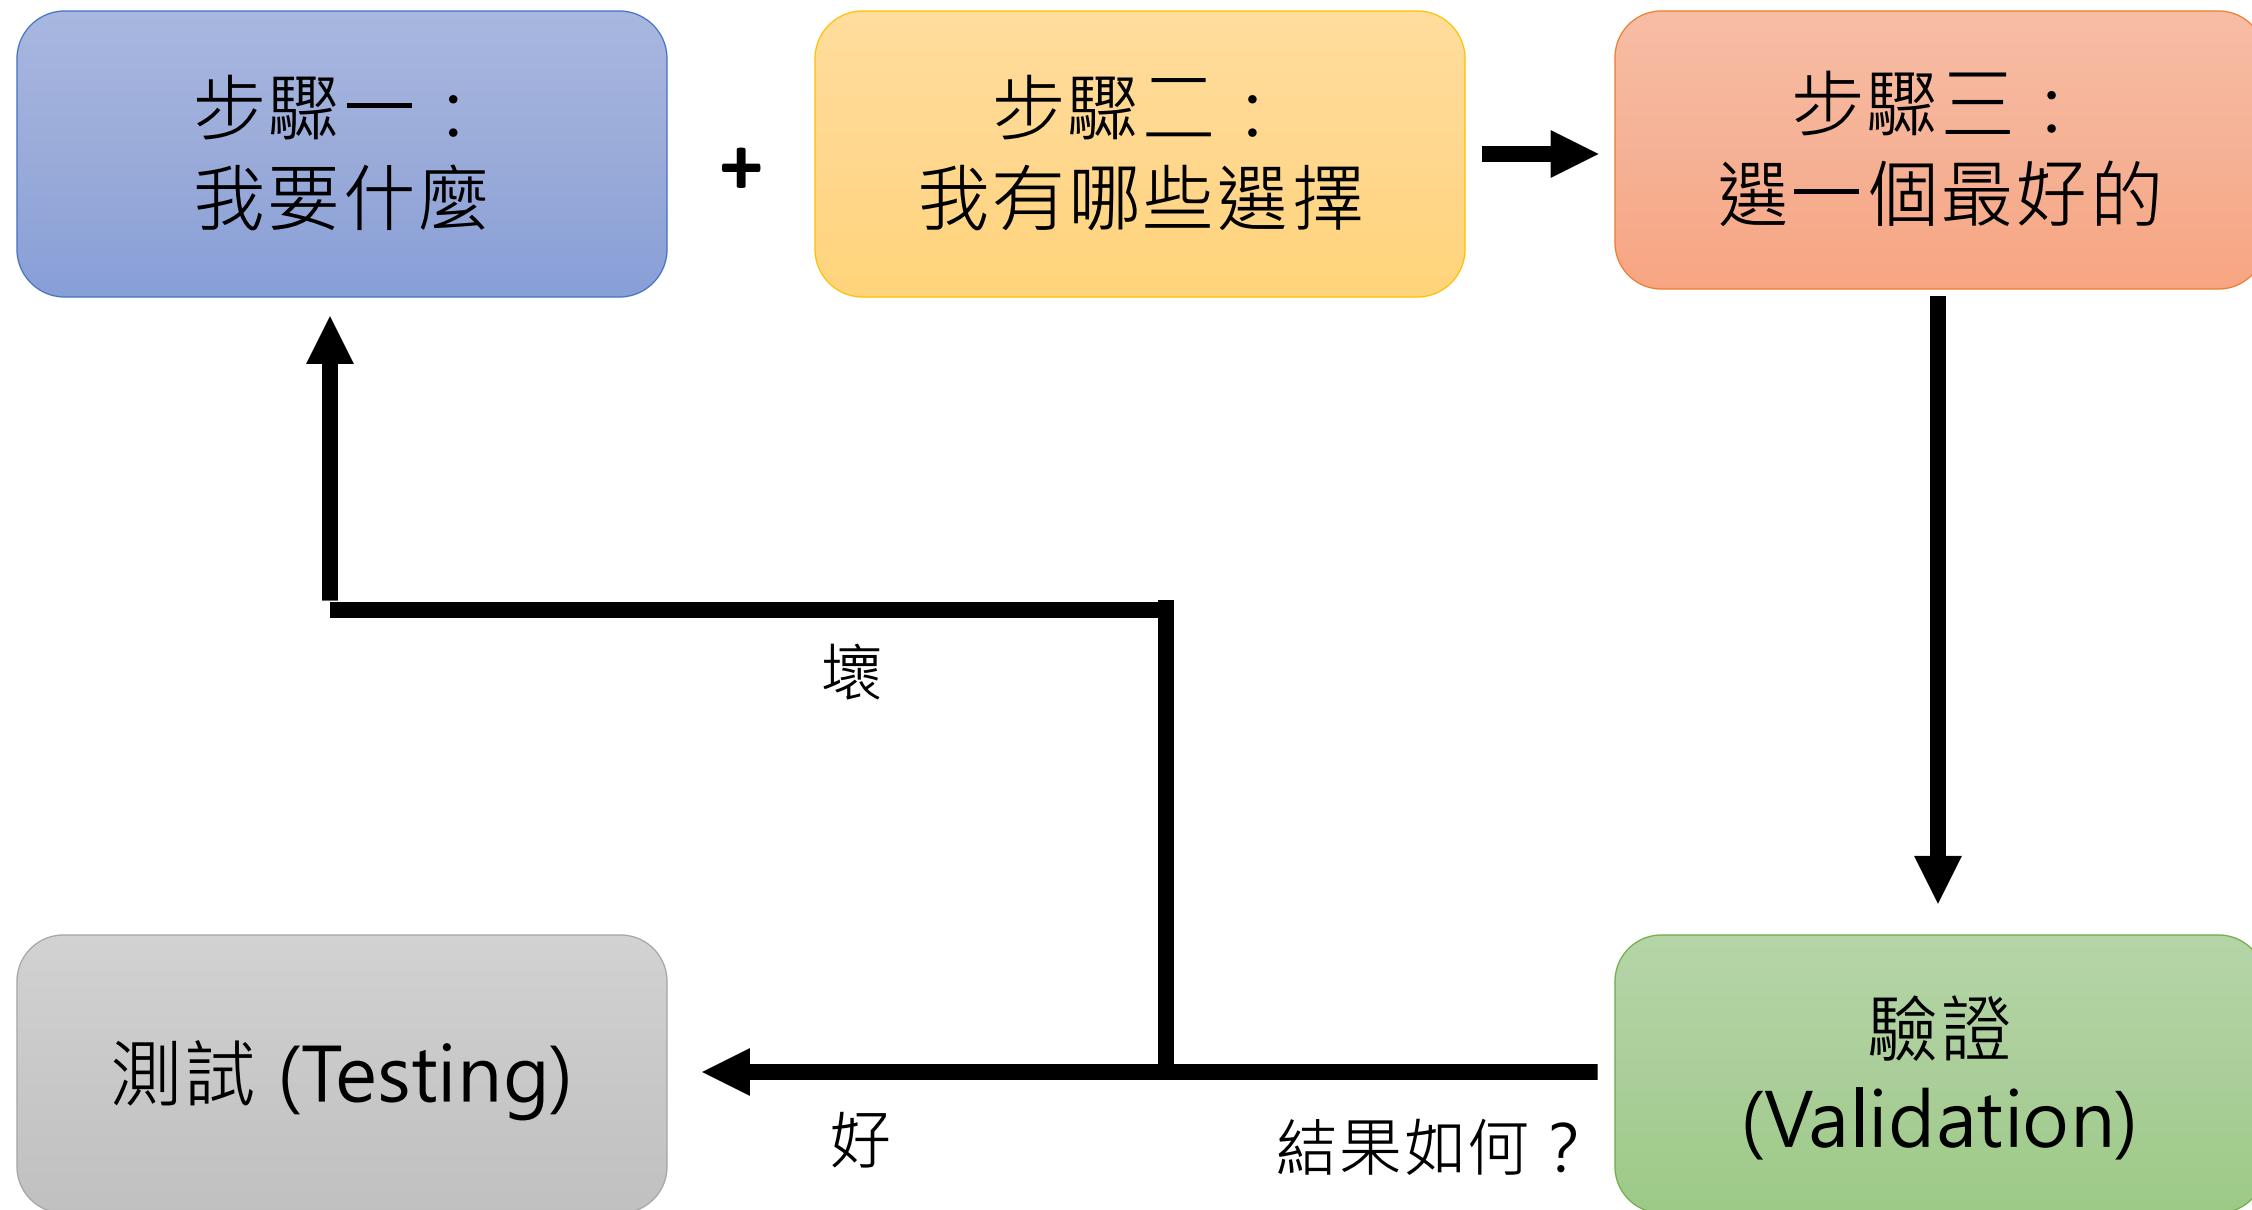 步驟一：
我要什麼
+
步驟二：
我有哪些選擇
步驟三：
選一個最好的
壞
測試 (Testing)
好
結果如何？
驗證
(Validation)